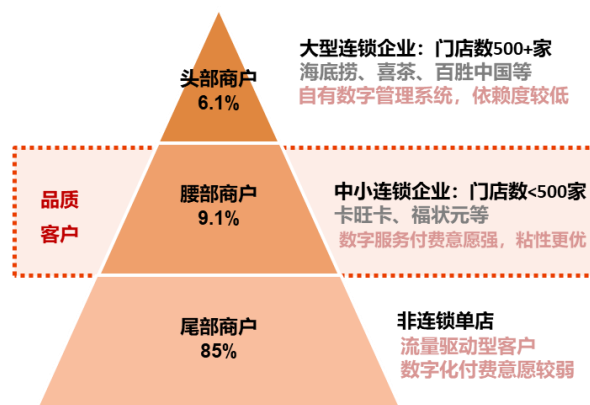 大型连锁企业：门店数500+家
海底捞、喜茶、百胜中国等
自有数字管理系统，依赖度较低
头部商户
6.1%
品质
客户
腰部商户
9.1%
中小连锁企业：门店数<500家
卡旺卡、福状元等
数字服务付费意愿强，粘性更优
尾部商户
85%
非连锁单店
流量驱动型客户
数字化付费意愿较弱